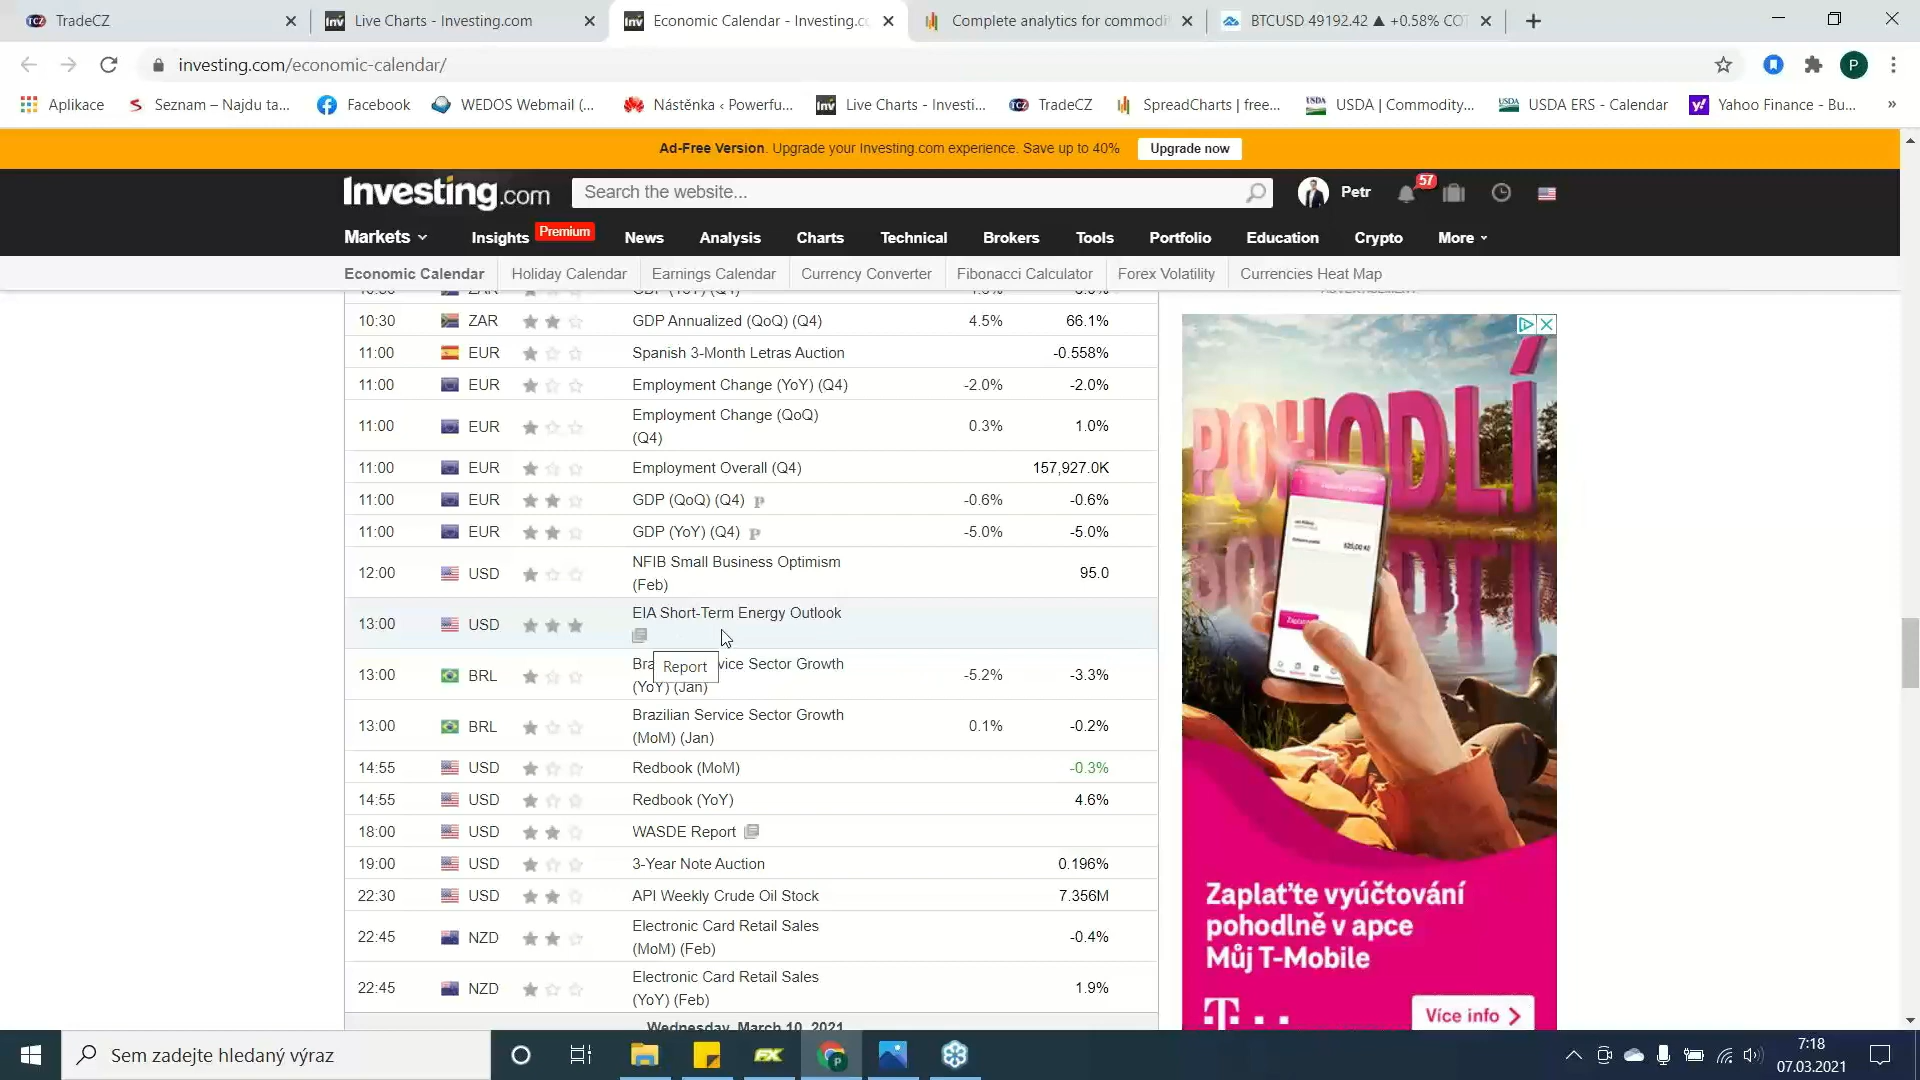 TradeCZ
Live Charts - Investing.com
Economic Calendar - Investing.co
Complete analytics for commodi
BTCUSD 49192.42 ▲ +0.58% COT
investing.com/economic-calendar/
P
Aplikace
Seznam – Najdu ta...
Facebook
WEDOS Webmail (...
Nástěnka ‹ Powerfu...
Live Charts - Investi...
TradeCZ
SpreadCharts | free...
USDA | Commodity...
USDA ERS - Calendar
Yahoo Finance - Bu...
»
Ad-Free Version. Upgrade your Investing.com experience. Save up to 40%
Upgrade now
Investing.com
Search the website...
Petr
57
Markets
Insights
Premium
News
Analysis
Charts
Technical
Brokers
Tools
Portfolio
Education
Crypto
More
Economic Calendar
Holiday Calendar
Earnings Calendar
Currency Converter
Fibonacci Calculator
Forex Volatility
Currencies Heat Map
10:30 ZAR GDP Annualized (QoQ) (Q4) 4.5% 66.1%
11:00 EUR Spanish 3-Month Letras Auction -0.558%
11:00 EUR Employment Change (YoY) (Q4) -2.0% -2.0%
11:00 EUR Employment Change (QoQ) (Q4) 0.3% 1.0%
11:00 EUR Employment Overall (Q4) 157,927.0K
11:00 EUR GDP (QoQ) (Q4) P -0.6% -0.6%
11:00 EUR GDP (YoY) (Q4) P -5.0% -5.0%
12:00 USD NFIB Small Business Optimism (Feb) 95.0
13:00 USD EIA Short-Term Energy Outlook
Report
13:00 BRL Bra vice Sector Growth (YoY) (Jan) -5.2% -3.3%
13:00 BRL Brazilian Service Sector Growth (MoM) (Jan) 0.1% -0.2%
14:55 USD Redbook (MoM) -0.3%
14:55 USD Redbook (YoY) 4.6%
18:00 USD WASDE Report
19:00 USD 3-Year Note Auction 0.196%
22:30 USD API Weekly Crude Oil Stock 7.356M
22:45 NZD Electronic Card Retail Sales (MoM) (Feb) -0.4%
22:45 NZD Electronic Card Retail Sales (YoY) (Feb) 1.9%
Wednesday, March 10, 2021
POHODLÍ
Zaplaťte vyúčtování
pohodlně v apce
Můj T-Mobile
T
Více info
Sem zadejte hledaný výraz
FX
7:18
07.03.2021